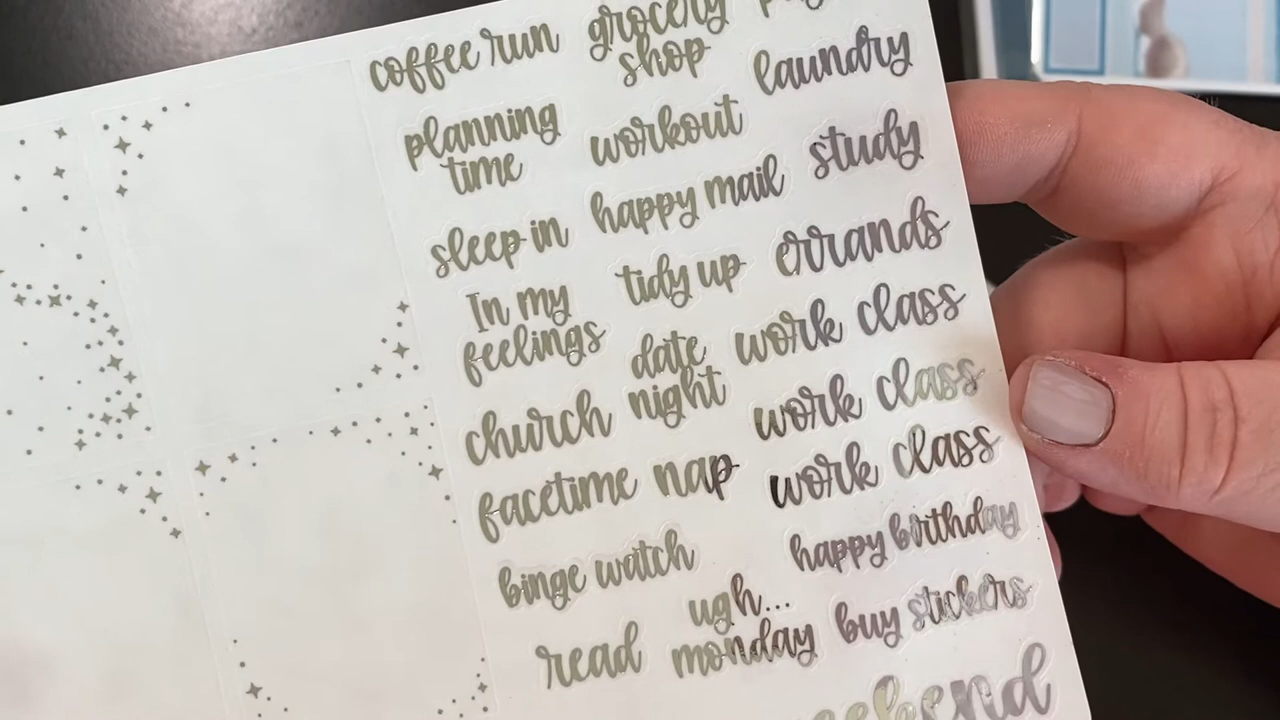 coffee run
grocery
shop
laundry
planning
time
workout
study
sleep in
happy mail
errands
In my
feelings
tidy up
work class
date
night
church
work class
facetime
nap
work class
binge watch
happy birthday
ugh...
monday
read
buy stickers